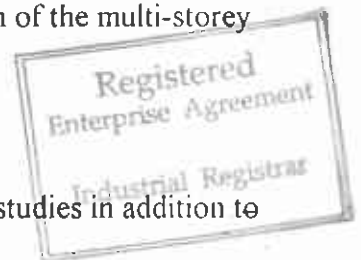 n of the multi-storey
Registered
Enterprise Agreement
Industrial Registrar
studies in addition to